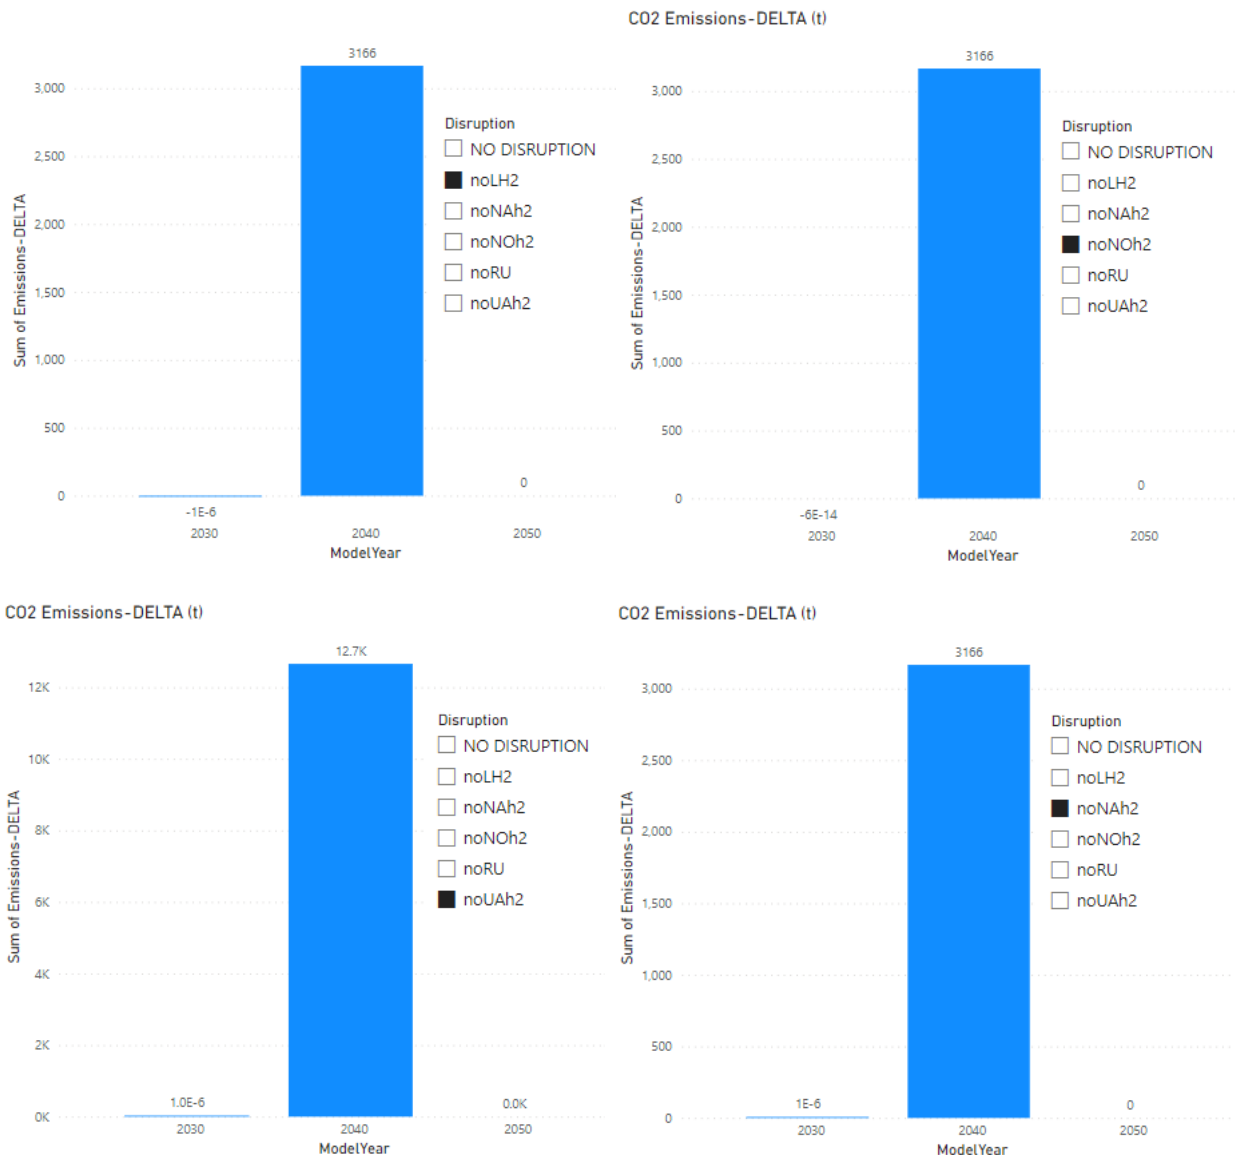 3166
3,000
2,500
2,000
1,500
1,000
500
0
Sum of Emissions-DELTA
-1E-6
0
2030
2040
2050
ModelYear
Disruption
NO DISRUPTION
noLH2
noNAh2
noNOh2
noRU
noUAh2
CO2 Emissions-DELTA (t)
3166
3,000
2,500
2,000
1,500
1,000
500
0
Sum of Emissions-DELTA
-6E-14
0
2030
2040
2050
ModelYear
Disruption
NO DISRUPTION
noLH2
noNAh2
noNOh2
noRU
noUAh2
CO2 Emissions-DELTA (t)
12.7K
12K
10K
8K
6K
4K
2K
0K
Sum of Emissions-DELTA
1.0E-6
0.0K
2030
2040
2050
ModelYear
Disruption
NO DISRUPTION
noLH2
noNAh2
noNOh2
noRU
noUAh2
CO2 Emissions-DELTA (t)
3166
3,000
2,500
2,000
1,500
1,000
500
0
Sum of Emissions-DELTA
1E-6
0
2030
2040
2050
ModelYear
Disruption
NO DISRUPTION
noLH2
noNAh2
noNOh2
noRU
noUAh2